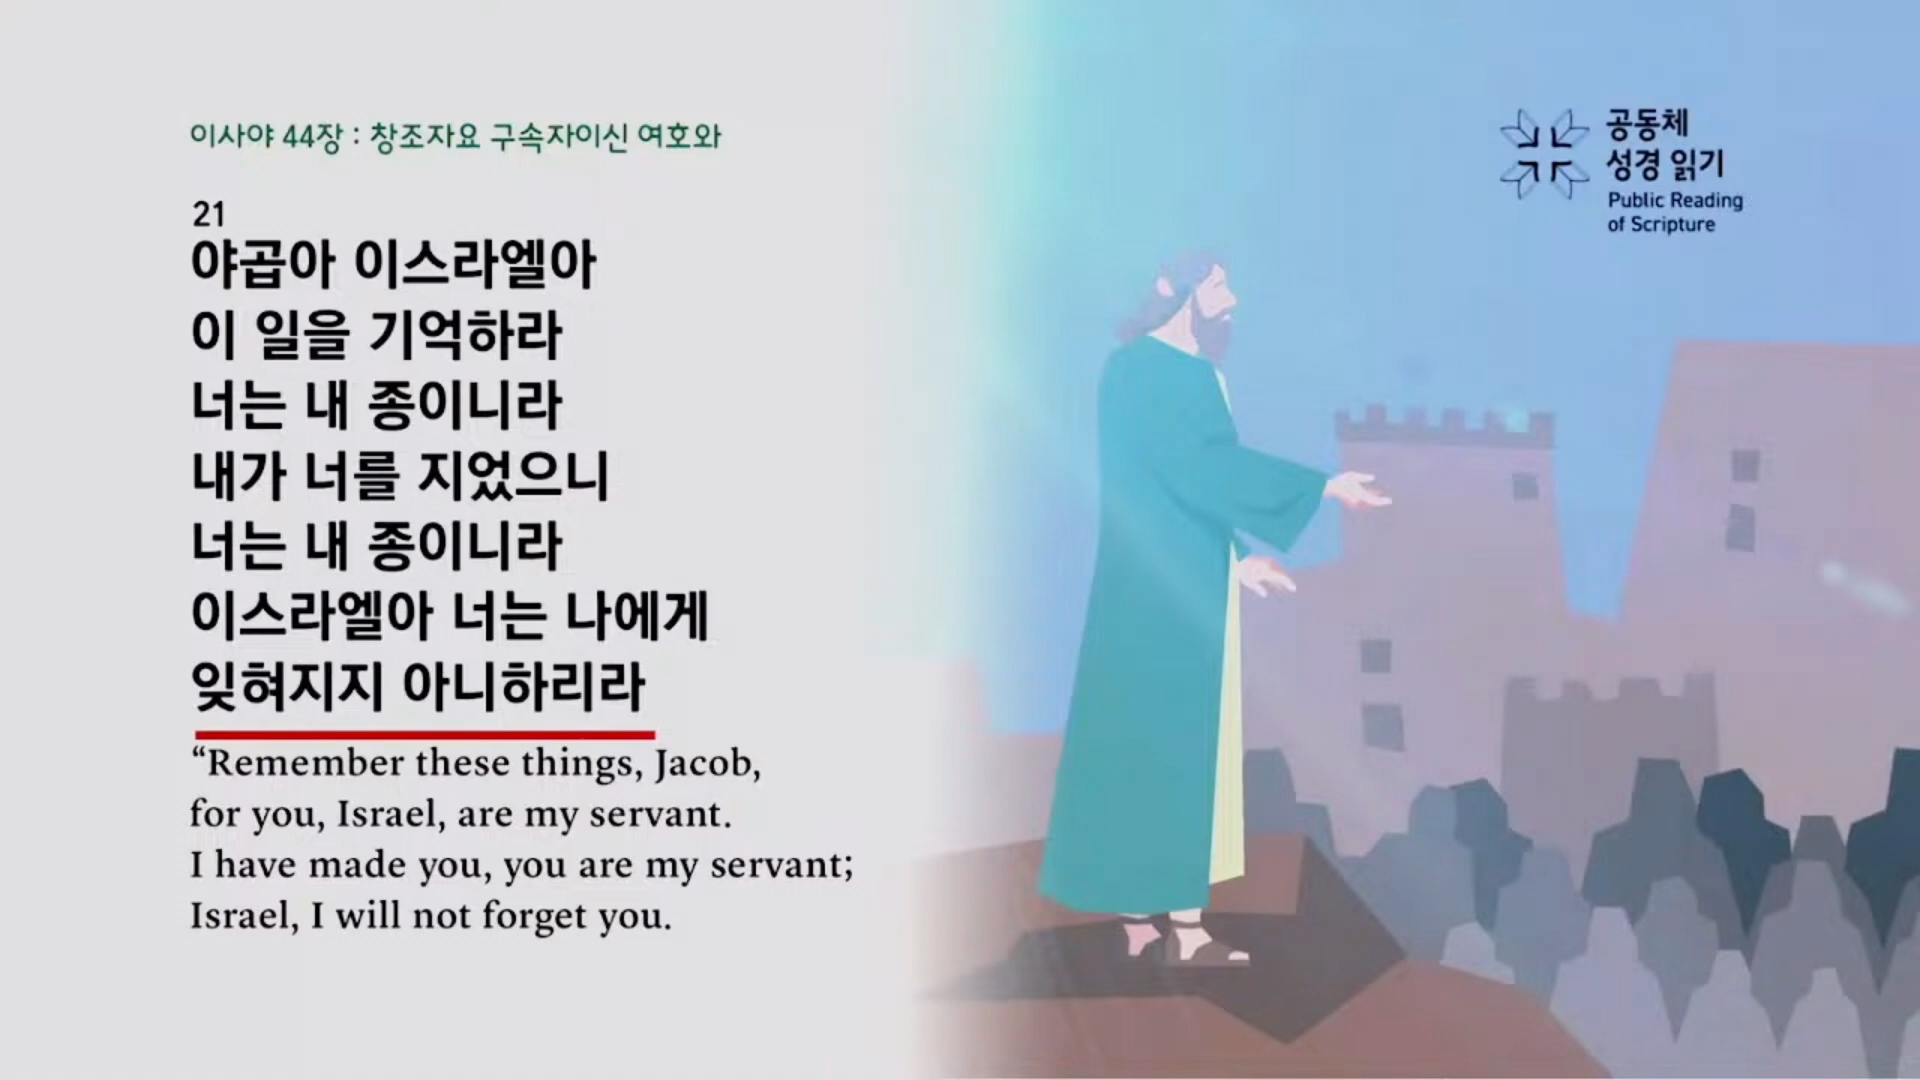 이사야 44장 : 창조자요 구속자이신 여호와
21
야곱아 이스라엘아
이 일을 기억하라
너는 내 종이니라
내가 너를 지었으니
너는 내 종이니라
이스라엘아 너는 나에게
잊혀지지 아니하리라
“Remember these things, Jacob,
for you, Israel, are my servant.
I have made you, you are my servant;
Israel, I will not forget you.
공동체
성경 읽기
Public Reading
of Scripture